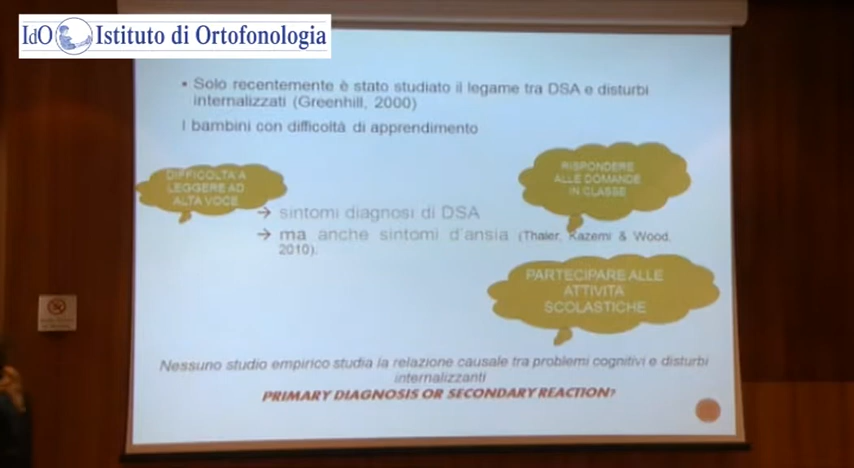 IdO Istituto di Ortofonologia
• Solo recentemente è stato studiato il legame tra DSA e disturbi
internalizzati (Greenhill, 2000)
I bambini con difficoltà di apprendimento
DIFFICOLTA A
LEGGERE AD
ALTA VOCE
RISPONDERE
ALLE DOMANDE
IN CLASSE
→ sintomi diagnosi di DSA
→ ma anche sintomi d'ansia (Thaler, Kazemi & Wood,
2010).
PARTECIPARE ALLE
ATTIVITA
SCOLASTICHE
Nessuno studio empirico studia la relazione causale tra problemi cognitivi e disturbi
internalizzanti
PRIMARY DIAGNOSIS OR SECONDARY REACTION?